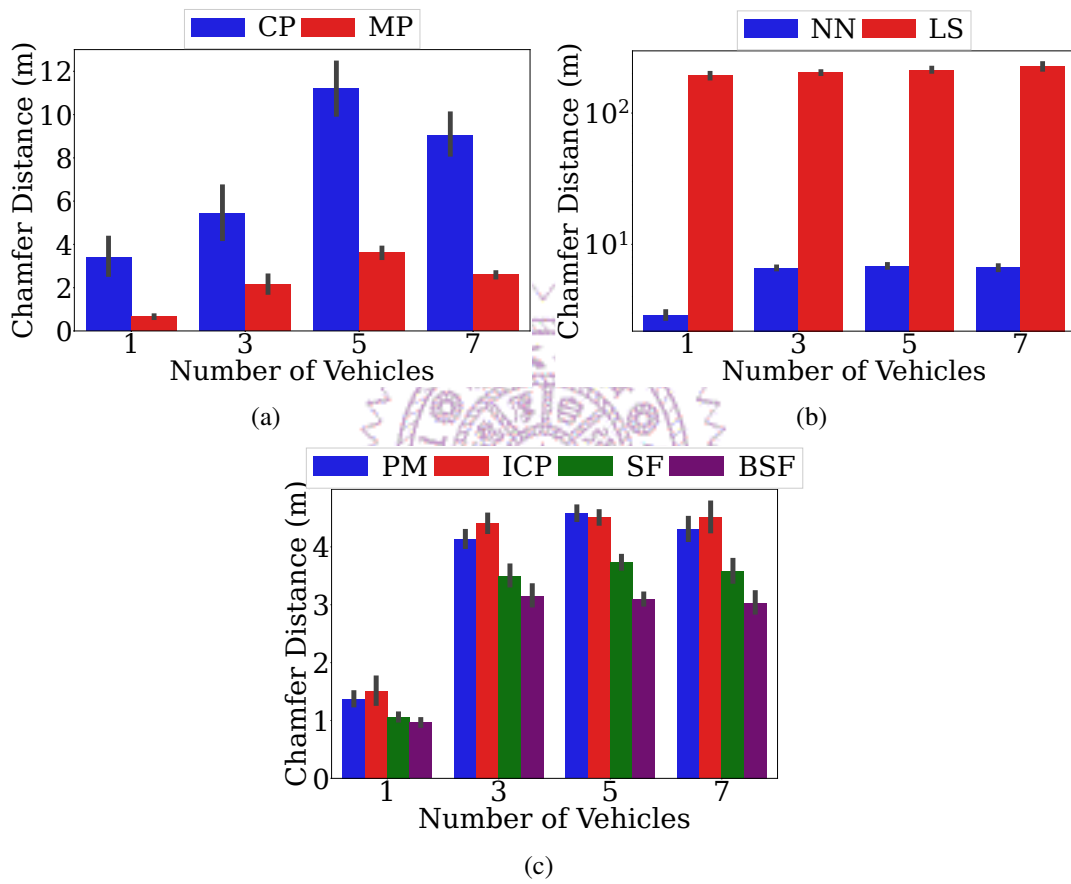 CP MP
Chamfer Distance (m)
12
10
8
6
4
2
0
1 3 5 7
Number of Vehicles
(a)
NN LS
Chamfer Distance (m)
10²
10¹
1 3 5 7
Number of Vehicles
(b)
PM ICP SF BSF
Chamfer Distance (m)
4
3
2
1
0
1 3 5 7
Number of Vehicles
(c)